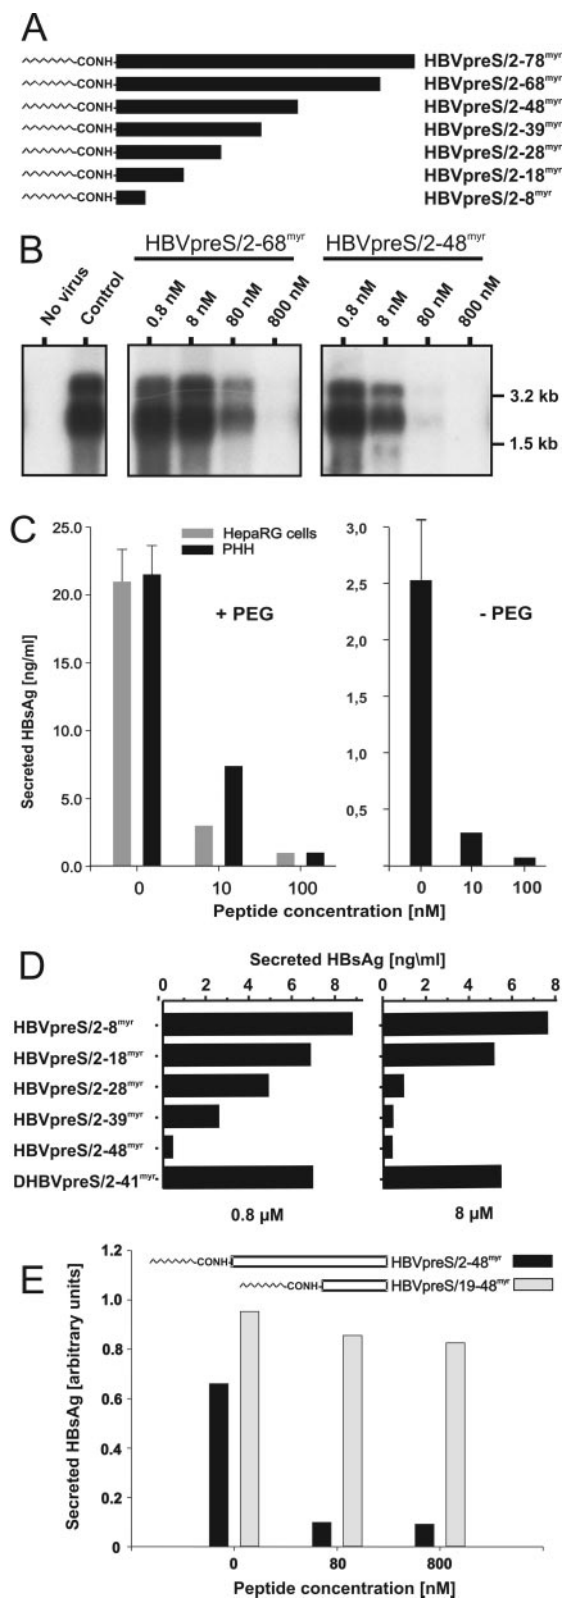 A
CONH- HBVpreS/2-78myr
CONH- HBVpreS/2-68myr
CONH- HBVpreS/2-48myr
CONH- HBVpreS/2-39myr
CONH- HBVpreS/2-28myr
CONH- HBVpreS/2-18myr
CONH- HBVpreS/2-8myr
B
HBVpreS/2-68myr HBVpreS/2-48myr
No virus Control 0.8 nM 8 nM 80 nM 800 nM 0.8 nM 8 nM 80 nM 800 nM
3.2 kb
1.5 kb
C
Secreted HBsAg [ng/ml]
25.0
20.0
15.0
10.0
5.0
0.0
HepaRG cells
PHH
+ PEG
0 10 100
3,0
2,5
2,0
1,5
1,0
0,5
- PEG
0 10 100
Peptide concentration [nM]
D
Secreted HBsAg [ng\ml]
0 2 4 6 8 0 2 4 6 8
HBVpreS/2-8myr
HBVpreS/2-18myr
HBVpreS/2-28myr
HBVpreS/2-39myr
HBVpreS/2-48myr
DHBVpreS/2-41myr
0.8 µM 8 µM
E
Secreted HBsAg [arbitrary units]
1.2
1.0
0.8
0.6
0.4
0.2
0
CONH- HBVpreS/2-48myr
CONH- HBVpreS/19-48myr
0 80 800
Peptide concentration [nM]